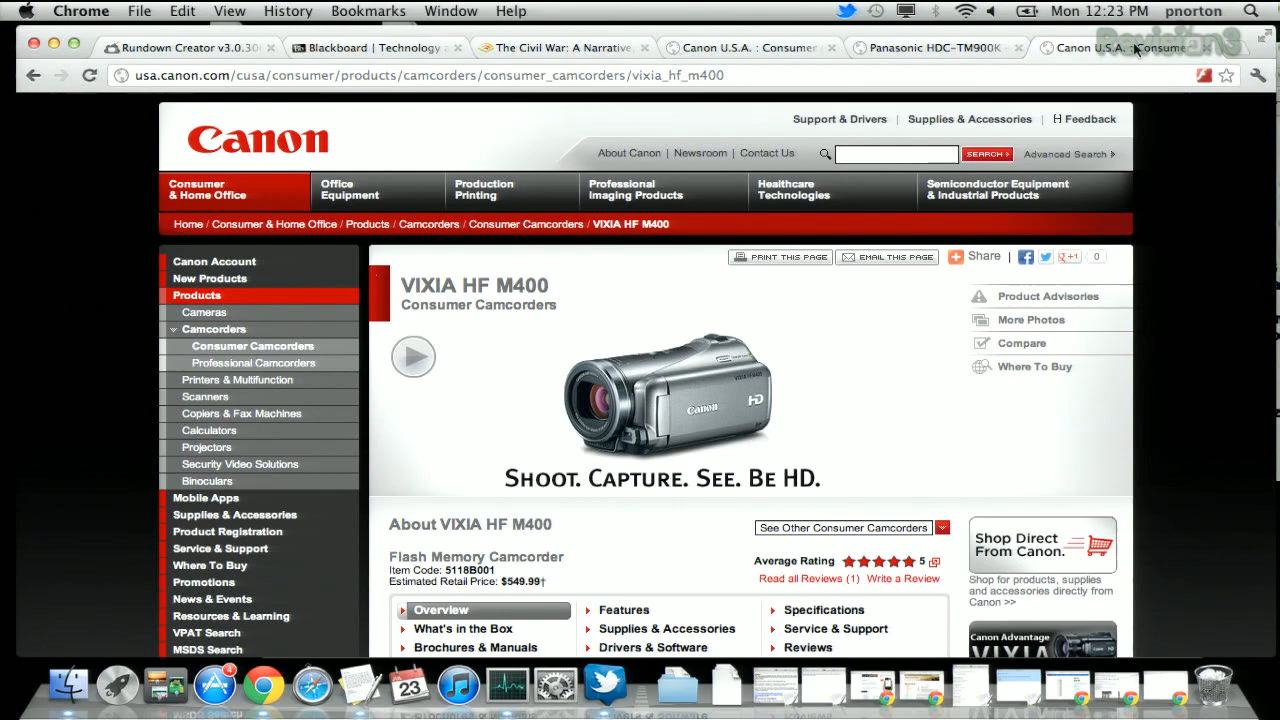 Chrome File Edit View History Bookmarks Window Help Mon 12:23 PM pnorton
Rundown Creator v3.0.30 Blackboard | Technology The Civil War: A Narrative, Canon U.S.A. : Consumer Panasonic HDC-TM900K Canon U.S.A. : Consume
Revision3
usa.canon.com/cusa/consumer/products/camcorders/consumer_camcorders/vixia_hf_m400
Canon
Support & Drivers | Supplies & Accessories | Feedback
About Canon | Newsroom | Contact Us SEARCH Advanced Search
Consumer & Home Office
Office Equipment
Production Printing
Professional Imaging Products
Healthcare Technologies
Semiconductor Equipment & Industrial Products
Home / Consumer & Home Office / Products / Camcorders / Consumer Camcorders / VIXIA HF M400
Canon Account
New Products
Products
Cameras
Camcorders
Consumer Camcorders
Professional Camcorders
Printers & Multifunction
Scanners
Copiers & Fax Machines
Calculators
Projectors
Security Video Solutions
Binoculars
Mobile Apps
Supplies & Accessories
Product Registration
Service & Support
Where To Buy
Promotions
News & Events
Resources & Learning
VPAT Search
MSDS Search
PRINT THIS PAGE EMAIL THIS PAGE Share | +1 0
VIXIA HF M400
Consumer Camcorders
Product Advisories
More Photos
Compare
Where To Buy
VIXIA HF M400
Canon HD
SHOOT. CAPTURE. SEE. BE HD.
About VIXIA HF M400
See Other Consumer Camcorders
Flash Memory Camcorder
Item Code: 5118B001
Estimated Retail Price: $549.99†
Average Rating 5
Read all Reviews (1) Write a Review
Overview Features Specifications
What's in the Box Supplies & Accessories Service & Support
Brochures & Manuals Drivers & Software Reviews
Shop Direct
From Canon.
Shop for products, supplies
and accessories directly from
Canon >>
Canon Advantage
VIXIA
4
23